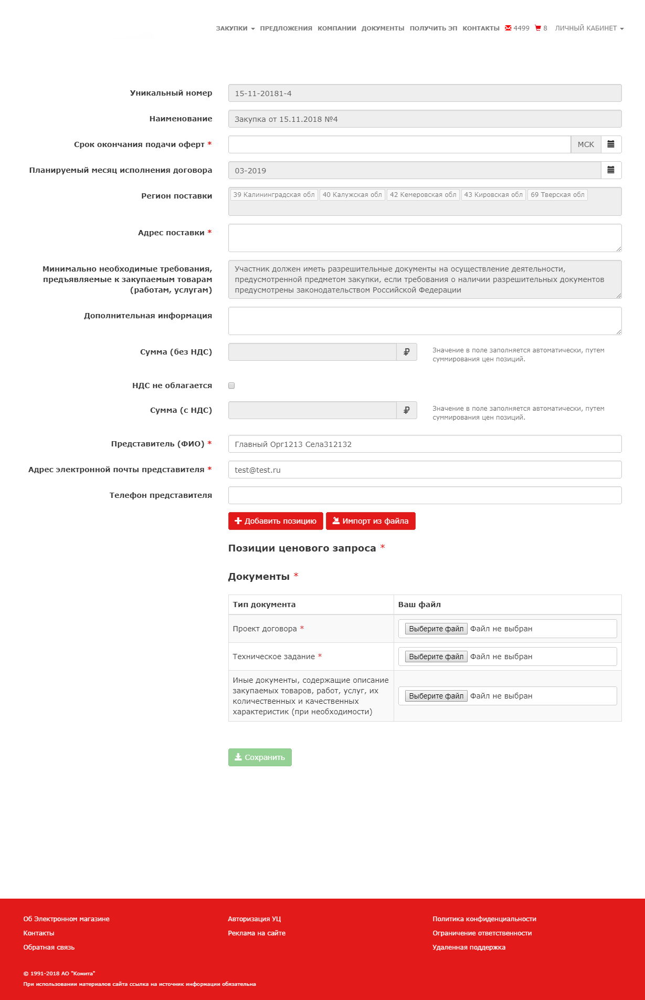 ЗАКУПКИ ПРЕДЛОЖЕНИЯ КОМПАНИИ ДОКУМЕНТЫ ПОЛУЧИТЬ ЭП КОНТАКТЫ 4499 8 ЛИЧНЫЙ КАБИНЕТ
Уникальный номер 15-11-20181-4
Наименование Закупка от 15.11.2018 №4
Срок окончания подачи оферт * МСК
Планируемый месяц исполнения договора 03-2019
Регион поставки 39 Калининградская обл 40 Калужская обл 42 Кемеровская обл 43 Кировская обл 69 Тверская обл
Адрес поставки *
Минимально необходимые требования,
предъявляемые к закупаемым товарам
(работам, услугам)
Участник должен иметь разрешительные документы на осуществление деятельности,
предусмотренной предметом закупки, если требования о наличии разрешительных документов
предусмотрены законодательством Российской Федерации
Дополнительная информация
Сумма (без НДС) ₽
Значение в поле заполняется автоматически, путем
суммирования цен позиций.
НДС не облагается
Сумма (с НДС) ₽
Значение в поле заполняется автоматически, путем
суммирования цен позиций.
Представитель (ФИО) * Главный Орг1213 Села312132
Адрес электронной почты представителя * test@test.ru
Телефон представителя
Добавить позицию Импорт из файла
Позиции ценового запроса *
Документы *
Тип документа Ваш файл
Проект договора * Выберите файл Файл не выбран
Техническое задание * Выберите файл Файл не выбран
Иные документы, содержащие описание
закупаемых товаров, работ, услуг, их
количественных и качественных
характеристик (при необходимости)
Выберите файл Файл не выбран
Сохранить
Об Электронном магазине
Контакты
Обратная связь
Авторизация УЦ
Реклама на сайте
Политика конфиденциальности
Ограничение ответственности
Удаленная поддержка
© 1991-2018 АО "Комита"
При использовании материалов сайта ссылка на источник информации обязательна